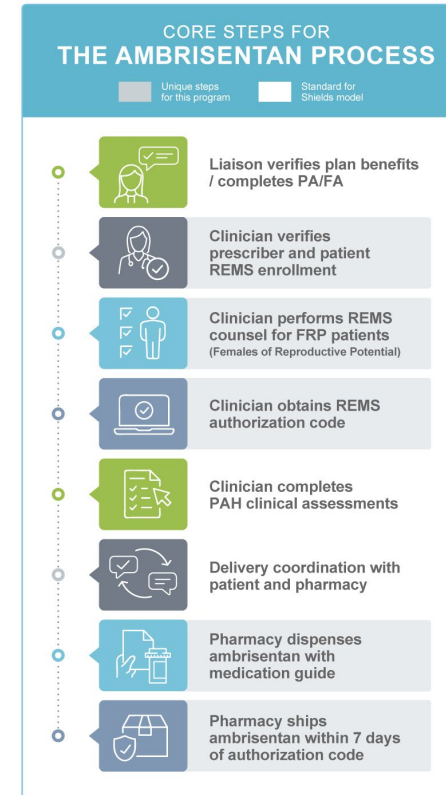 CORE STEPS FOR
THE AMBRISENTAN PROCESS
Unique steps
for this program
Standard for
Shields model
Liaison verifies plan benefits
/ completes PA/FA
Clinician verifies
prescriber and patient
REMS enrollment
Clinician performs REMS
counsel for FRP patients
(Females of Reproductive Potential)
Clinician obtains REMS
authorization code
Clinician completes
PAH clinical assessments
Delivery coordination with
patient and pharmacy
Pharmacy dispenses
ambrisentan with
medication guide
Pharmacy ships
ambrisentan within 7 days
of authorization code